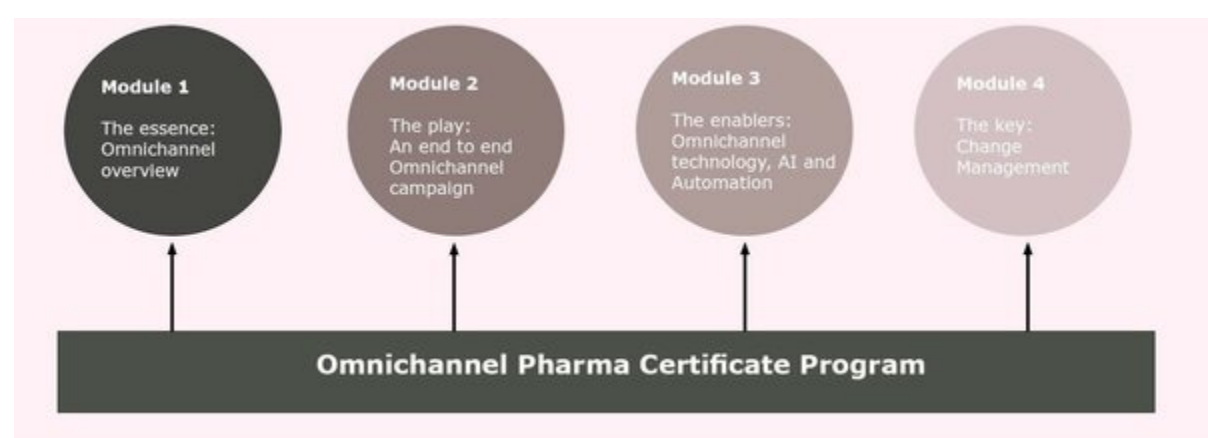 Module 1
The essence:
Omnichannel
overview
Module 2
The play:
An end to end
Omnichannel
campaign
Module 3
The enablers:
Omnichannel
technology, AI and
Automation
Module 4
The key:
Change
Management
Omnichannel Pharma Certificate Program